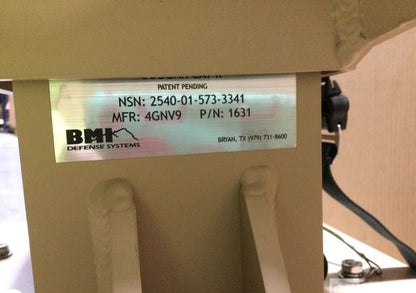 PATENT PENDING
NSN: 2540-01-573-3341
MFR: 4GNV9 P/N: 1631
BMI
DEFENSE SYSTEMS
BRYAN, TX (979) 731-8600